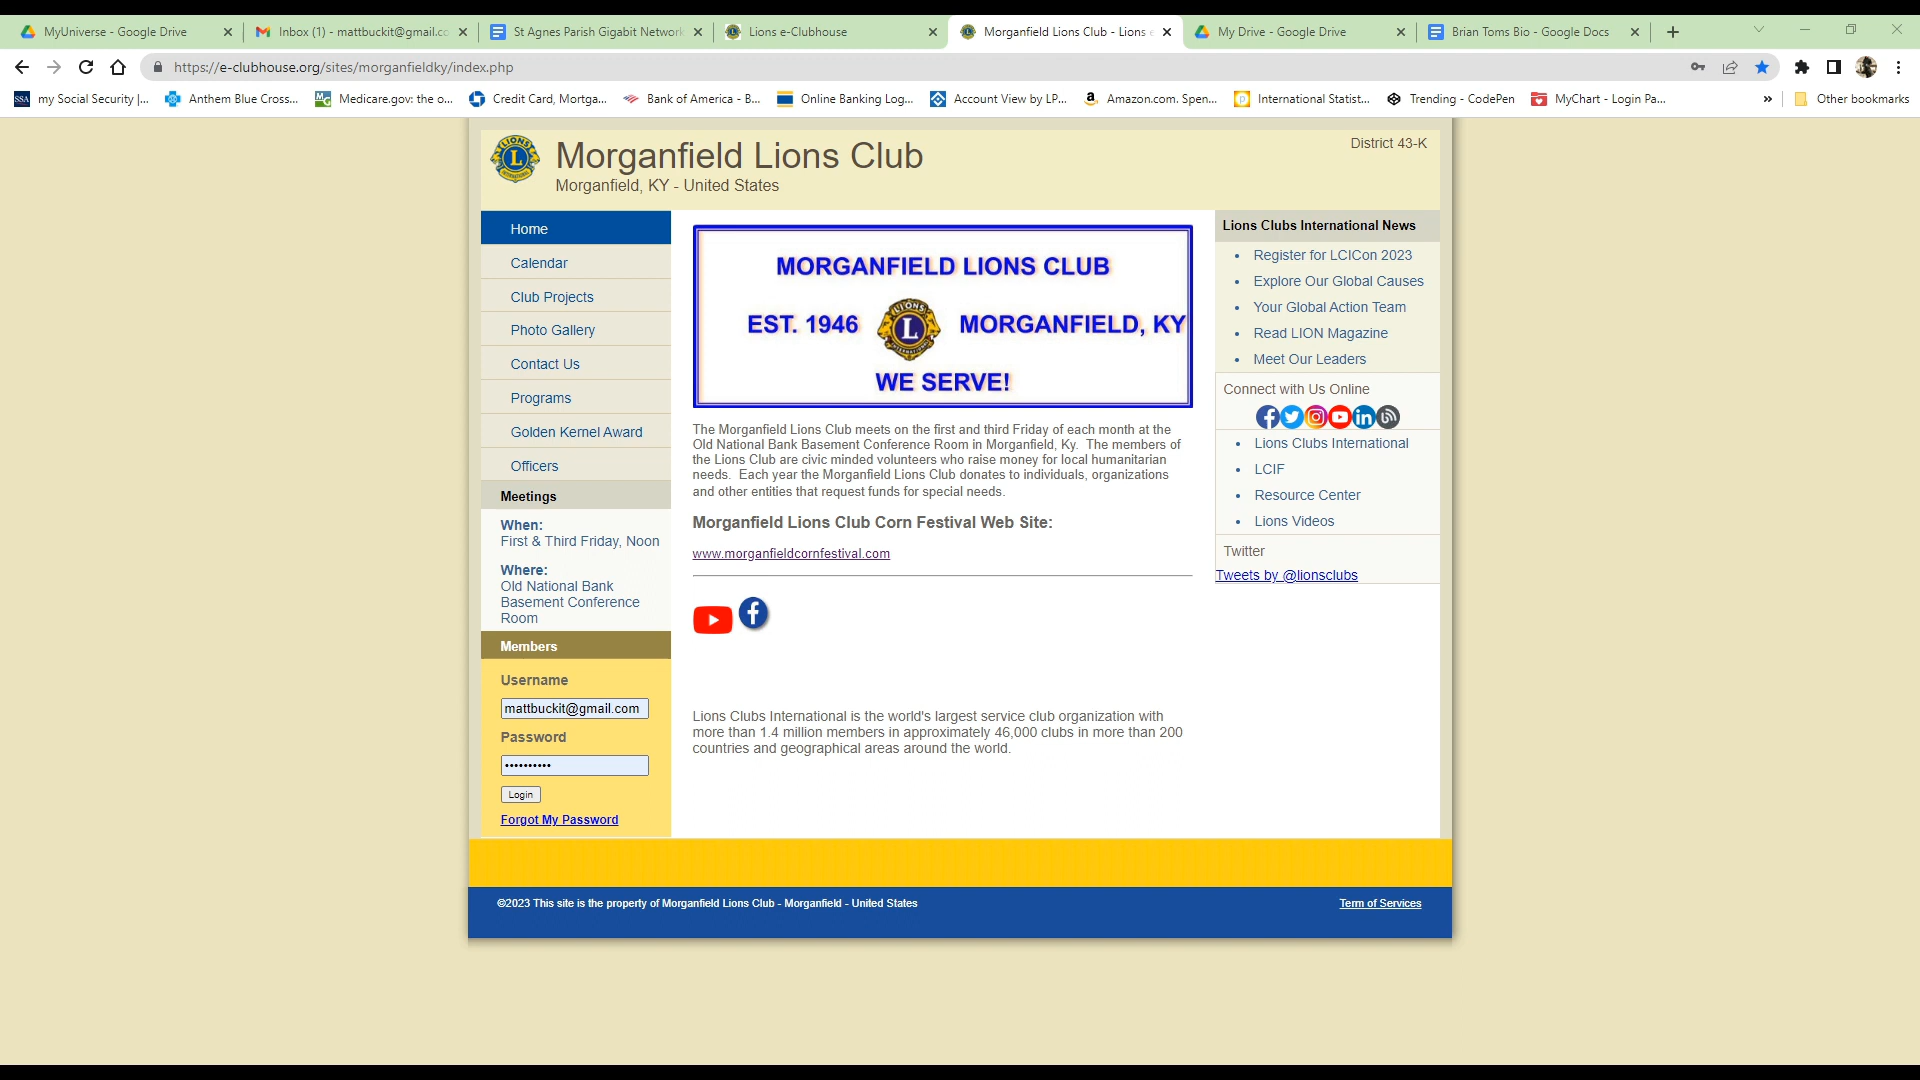 MyUniverse - Google Drive
Inbox (1) - mattbuckit@gmail.co
St Agnes Parish Gigabit Network
Lions e-Clubhouse
Morganfield Lions Club - Lions e
My Drive - Google Drive
Brian Toms Bio - Google Docs
https://e-clubhouse.org/sites/morganfieldky/index.php
my Social Security |...
Anthem Blue Cross...
Medicare.gov: the o...
Credit Card, Mortga...
Bank of America - B...
Online Banking Log...
Account View by LP...
Amazon.com. Spen...
International Statist...
Trending - CodePen
MyChart - Login Pa...
»
Other bookmarks
Morganfield Lions Club
Morganfield, KY - United States
District 43-K
Home
Calendar
Club Projects
Photo Gallery
Contact Us
Programs
Golden Kernel Award
Officers
Meetings
When:
First & Third Friday, Noon
Where:
Old National Bank
Basement Conference
Room
Members
Username
mattbuckit@gmail.com
Password
••••••••••
Login
Forgot My Password
MORGANFIELD LIONS CLUB
EST. 1946 LIONS L INTERNATIONAL MORGANFIELD, KY
WE SERVE!
The Morganfield Lions Club meets on the first and third Friday of each month at the
Old National Bank Basement Conference Room in Morganfield, Ky. The members of
the Lions Club are civic minded volunteers who raise money for local humanitarian
needs. Each year the Morganfield Lions Club donates to individuals, organizations
and other entities that request funds for special needs.
Morganfield Lions Club Corn Festival Web Site:
www.morganfieldcornfestival.com
Lions Clubs International is the world's largest service club organization with
more than 1.4 million members in approximately 46,000 clubs in more than 200
countries and geographical areas around the world.
Lions Clubs International News
Register for LCICon 2023
Explore Our Global Causes
Your Global Action Team
Read LION Magazine
Meet Our Leaders
Connect with Us Online
Lions Clubs International
LCIF
Resource Center
Lions Videos
Twitter
Tweets by @lionsclubs
©2023 This site is the property of Morganfield Lions Club - Morganfield - United States
Term of Services